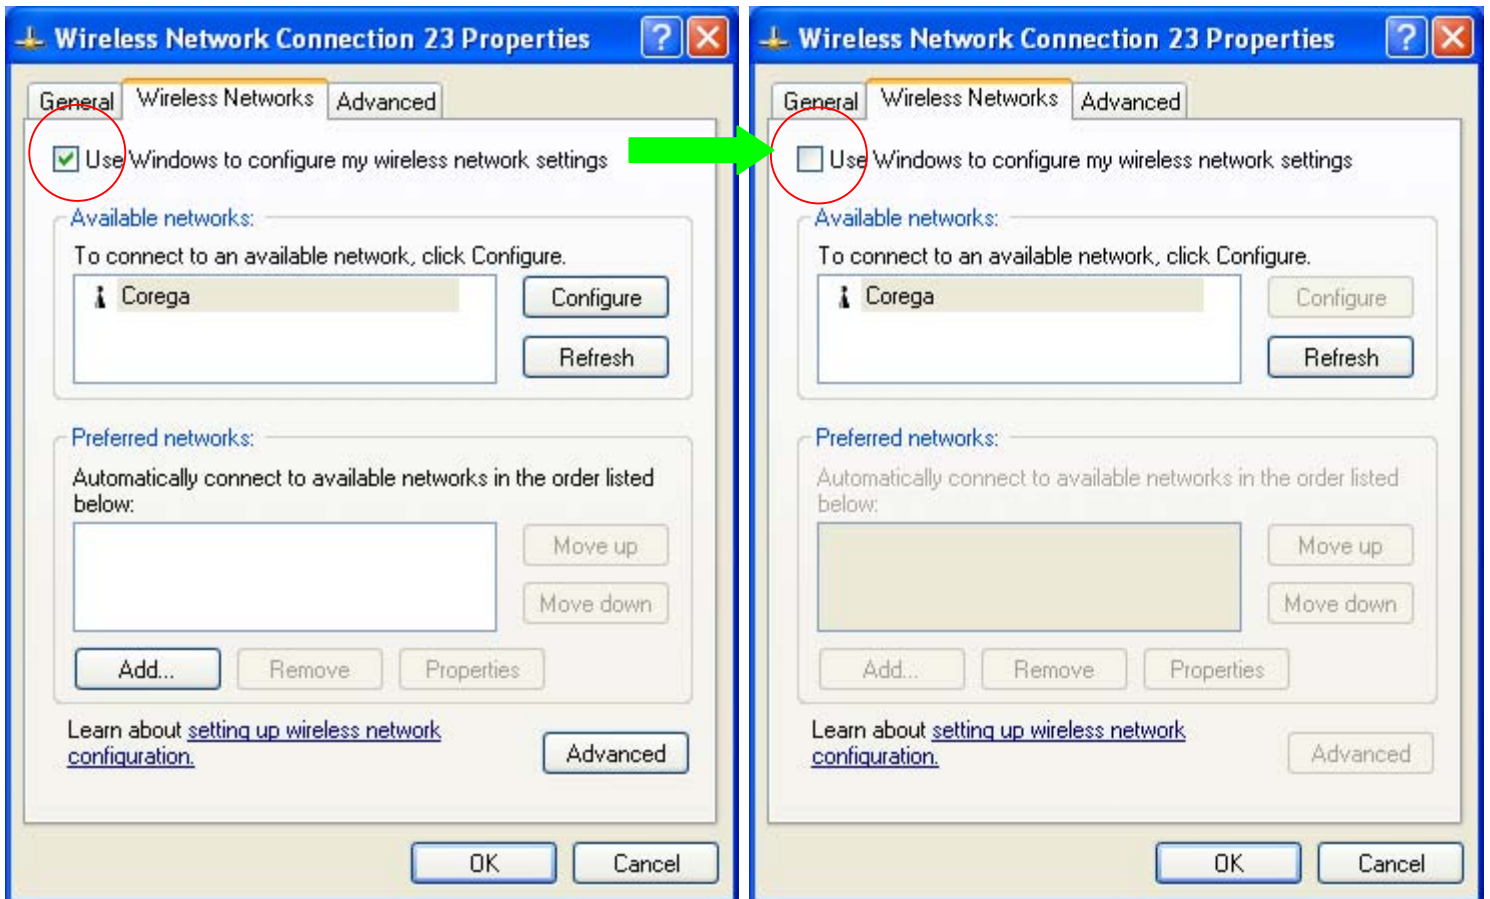 Wireless Network Connection 23 Properties
General Wireless Networks Advanced
Use Windows to configure my wireless network settings
Available networks:
To connect to an available network, click Configure.
Corega
Configure
Refresh
Preferred networks:
Automatically connect to available networks in the order listed
below:
Move up
Move down
Add... Remove Properties
Learn about setting up wireless network
configuration.
Advanced
OK Cancel
Wireless Network Connection 23 Properties
General Wireless Networks Advanced
Use Windows to configure my wireless network settings
Available networks:
To connect to an available network, click Configure.
Corega
Configure
Refresh
Preferred networks:
Automatically connect to available networks in the order listed
below:
Move up
Move down
Add... Remove Properties
Learn about setting up wireless network
configuration.
Advanced
OK Cancel